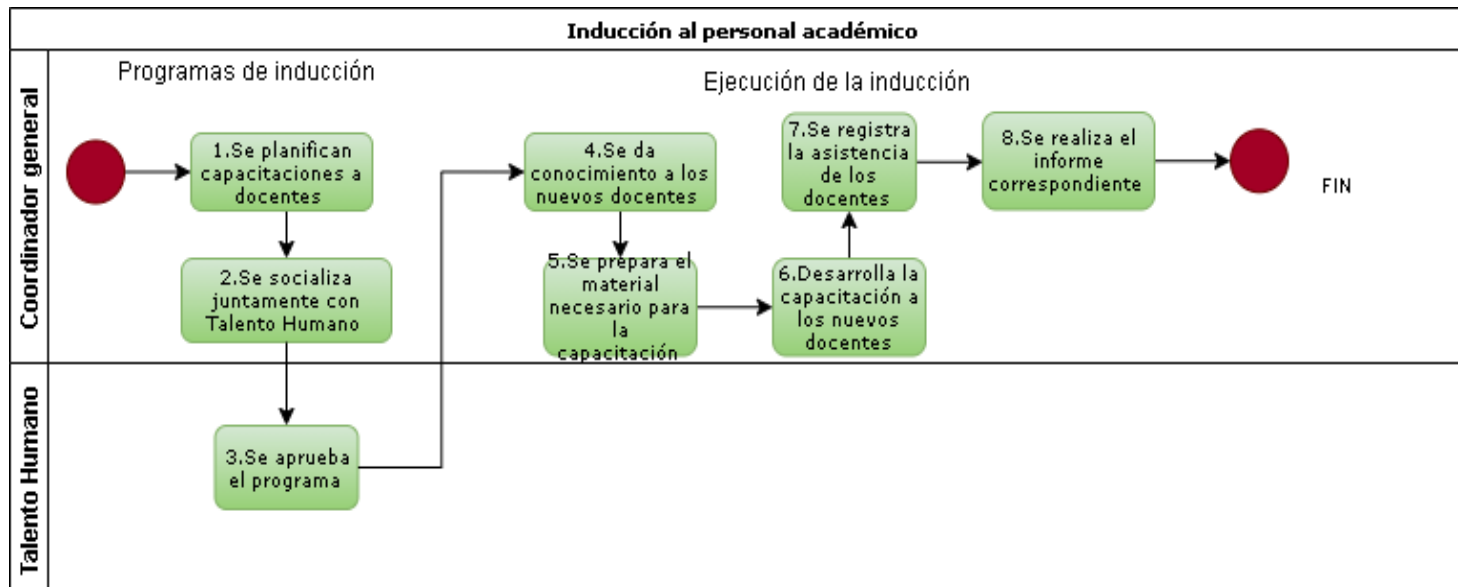 Inducción al personal académico
Coordinador general
Programas de inducción
Ejecución de la inducción
1.Se planifican
capacitaciones a
docentes
2.Se socializa
juntamente con
Talento Humano
4.Se da
conocimiento a los
nuevos docentes
5.Se prepara el
material
necesario para
la
capacitación
6.Desarrolla la
capacitación a
los nuevos
docentes
7.Se registra
la asistencia
de los
docentes
8.Se realiza el
informe
correspondiente
FIN
Talento Humano
3.Se aprueba
el programa